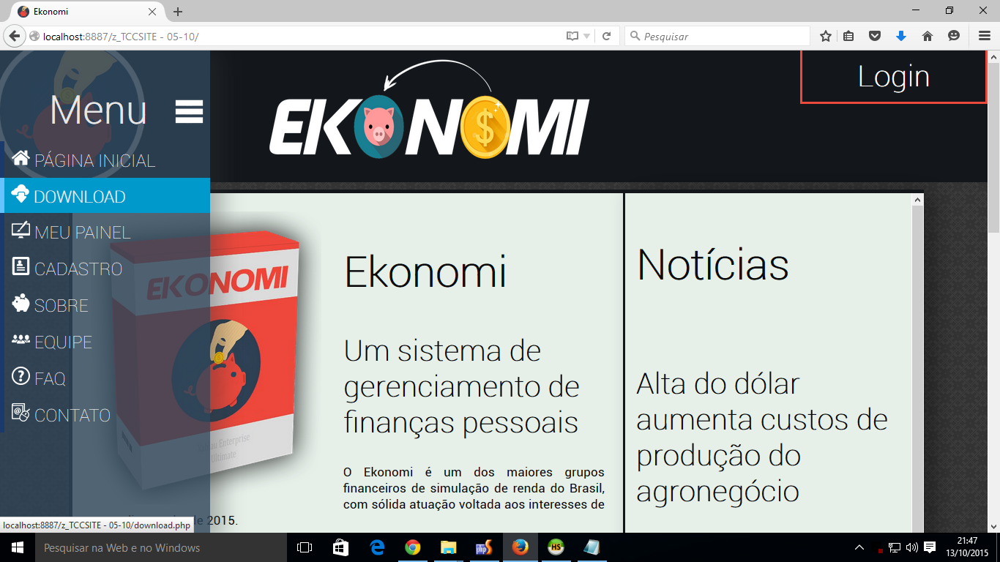 Ekonomi
localhost:8887/z_TCCSITE - 05-10/
Pesquisar
Menu
PÁGINA INICIAL
DOWNLOAD
MEU PAINEL
CADASTRO
SOBRE
EQUIPE
FAQ
CONTATO
EKONOMI
$
Login
EKONOMI
Enterprise
Ultimate
Ekonomi
Um sistema de
gerenciamento de
finanças pessoais
O Ekonomi é um dos maiores grupos
financeiros de simulação de renda do Brasil,
com sólida atuação voltada aos interesses de
de 2015.
Notícias
Alta do dólar
aumenta custos de
produção do
agronegócio
localhost:8887/z_TCCSITE - 05-10/download.php
Pesquisar na Web e no Windows
php
HS
21:47
13/10/2015